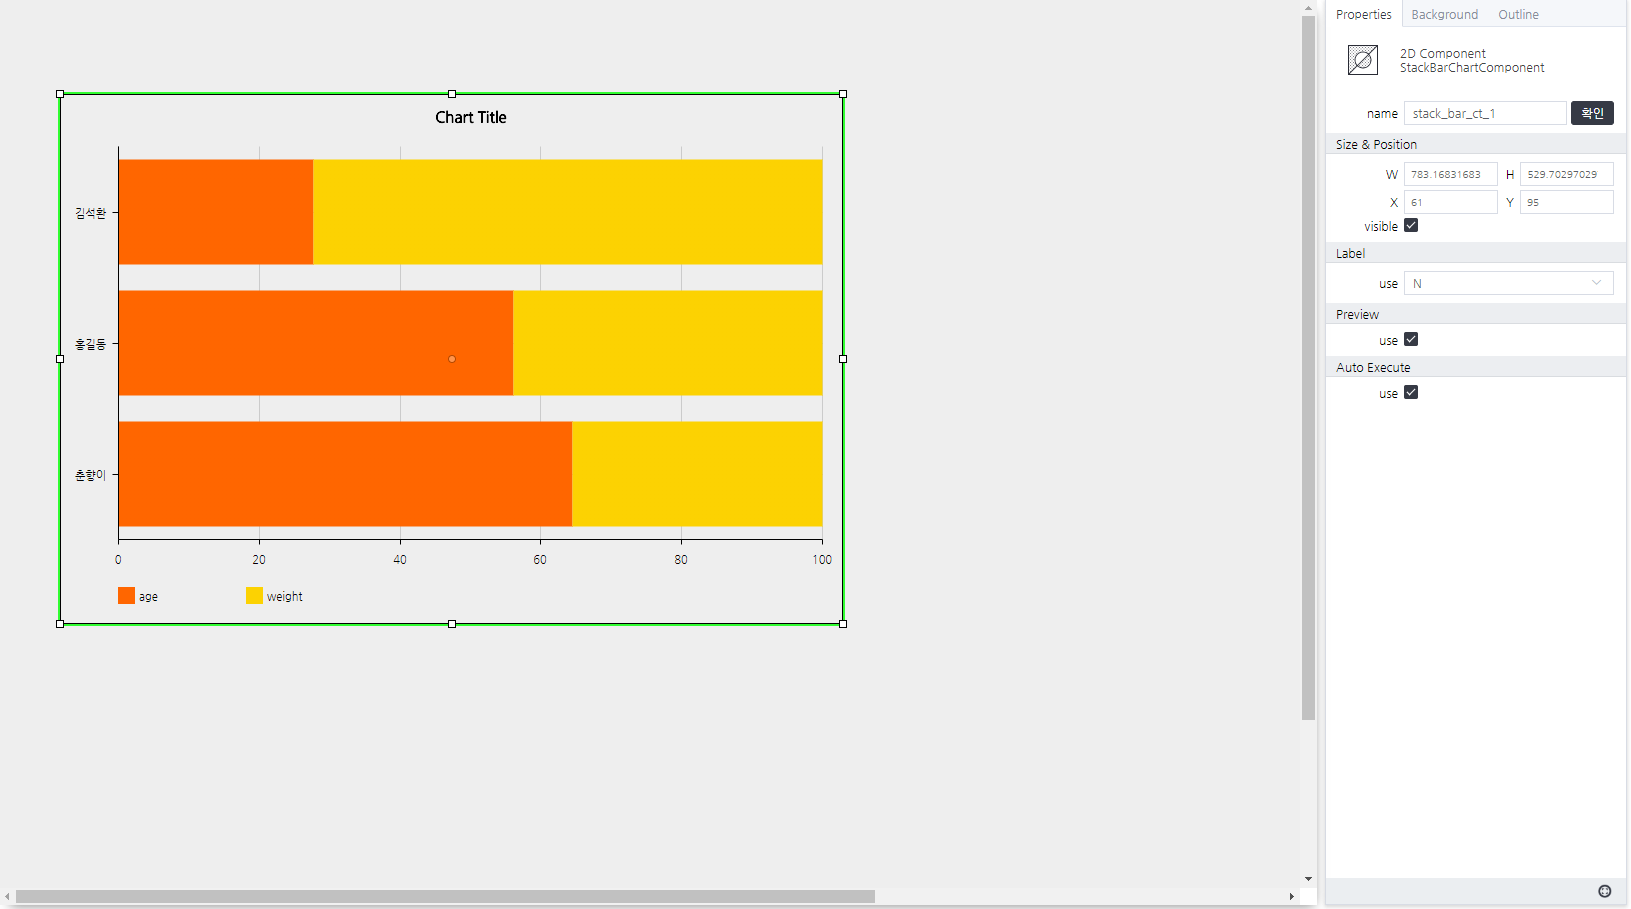 Chart Title
김석환
홍길동
춘향이
0 20 40 60 80 100
age weight
Properties Background Outline
2D Component
StackBarChartComponent
name stack_bar_ct_1 확인
Size & Position
W 783.16831683 H 529.70297029
X 61 Y 95
visible
Label
use N
Preview
use
Auto Execute
use